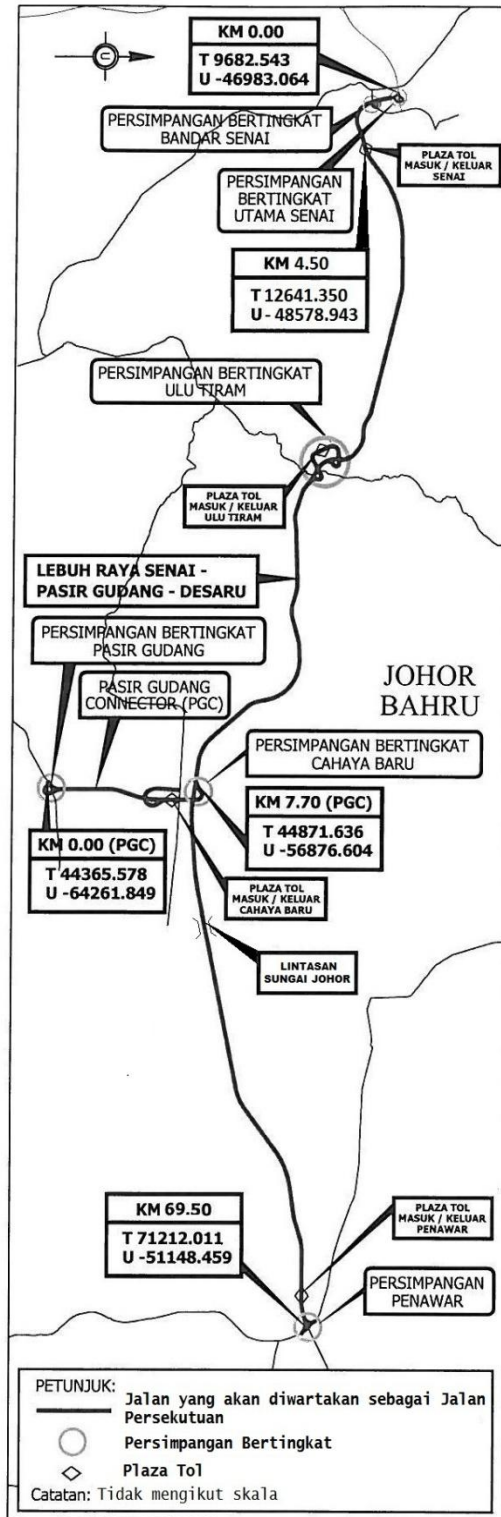 KM 0.00
T 9682.543
U -46983.064
U
PERSIMPANGAN BERTINGKAT
BANDAR SENAI
PLAZA TOL
MASUK / KELUAR
SENAI
PERSIMPANGAN
BERTINGKAT
UTAMA SENAI
KM 4.50
T 12641.350
U - 48578.943
PERSIMPANGAN BERTINGKAT
ULU TIRAM
PLAZA TOL
MASUK / KELUAR
ULU TIRAM
LEBUH RAYA SENAI -
PASIR GUDANG - DESARU
PERSIMPANGAN BERTINGKAT
PASIR GUDANG
PASIR GUDANG
CONNECTOR (PGC)
JOHOR
BAHRU
PERSIMPANGAN BERTINGKAT
CAHAYA BARU
KM 7.70 (PGC)
T 44871.636
U -56876.604
KM 0.00 (PGC)
T 44365.578
U -64261.849
PLAZA TOL
MASUK / KELUAR
CAHAYA BARU
LINTASAN
SUNGAI JOHOR
KM 69.50
T 71212.011
U -51148.459
PLAZA TOL
MASUK / KELUAR
PENAWAR
PERSIMPANGAN
PENAWAR
PETUNJUK:
Jalan yang akan diwartakan sebagai Jalan
Persekutuan
Persimpangan Bertingkat
Plaza Tol
Catatan: Tidak mengikut skala